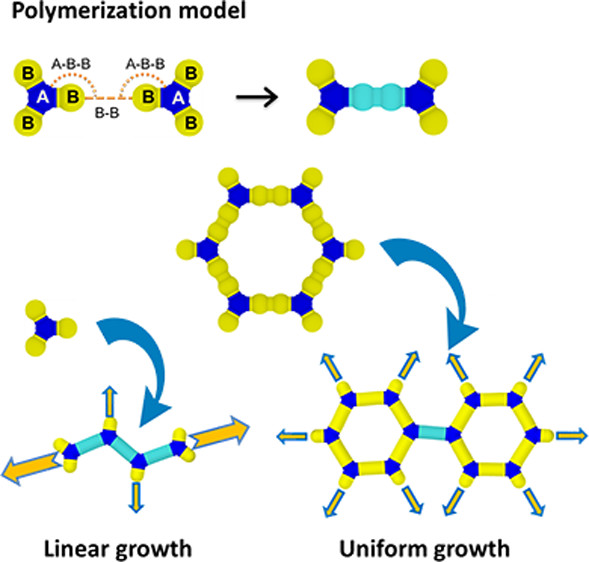 Polymerization model
B A-B-B A-B-B B
A B B A
B-B
B B
Linear growth Uniform growth